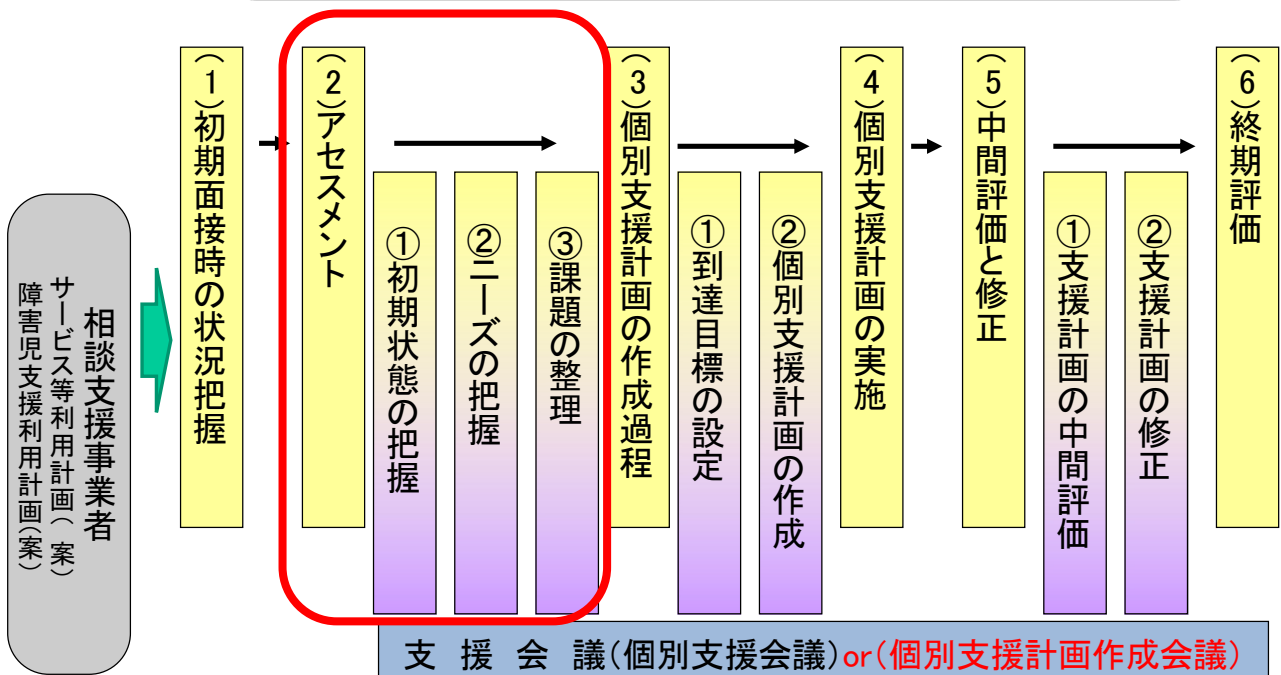 相談支援事業者
サービス等利用計画(案)
障害児支援利用計画(案)
(1)初期面接時の状況把握
(2)アセスメント
①初期状態の把握
②ニーズの把握
③課題の整理
(3)個別支援計画の作成過程
①到達目標の設定
②個別支援計画の作成
(4)個別支援計画の実施
(5)中間評価と修正
①支援計画の中間評価
②支援計画の修正
(6)終期評価
支 援 会 議(個別支援会議)or(個別支援計画作成会議)